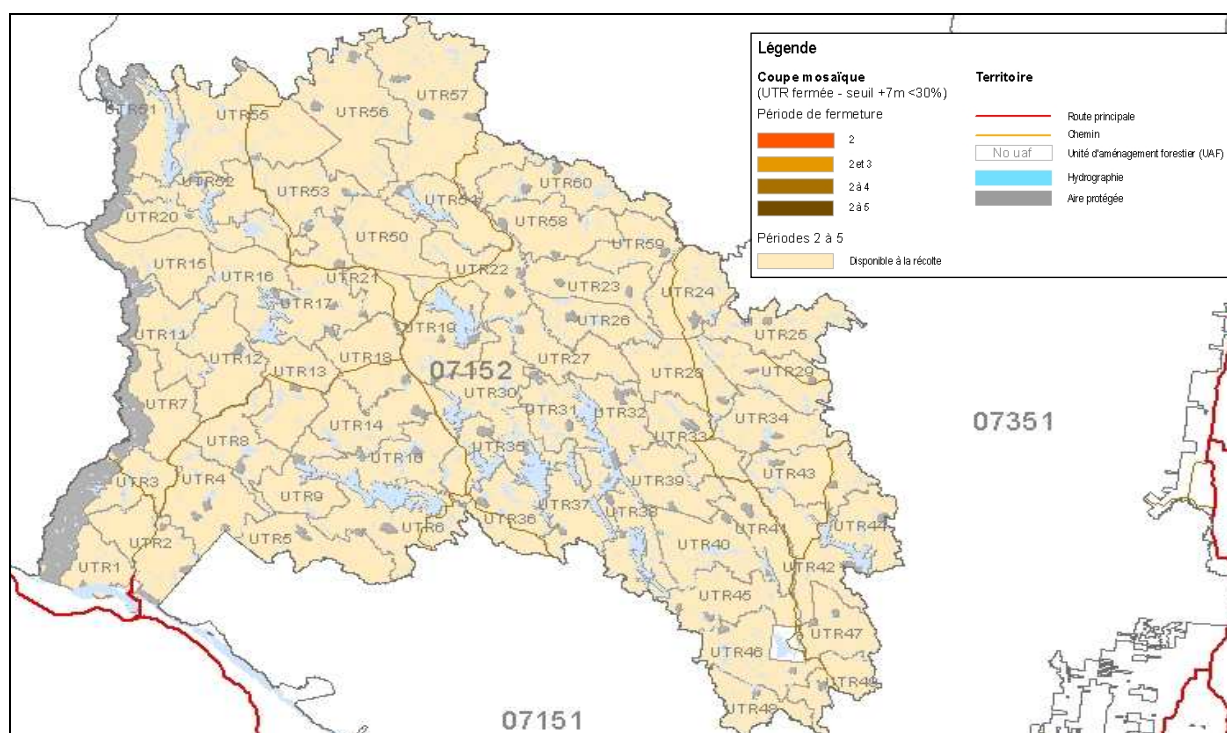 Légende
Coupe mosaïque
(UTR fermée - seuil +7m <30%)
Période de fermeture
2
2 et 3
2 à 4
2 à 5
Périodes 2 à 5
Disponible à la récolte
Territoire
Route principale
Chemin
No uaf
Unité d'aménagement forestier (UAF)
Hydrographie
Aire protégée
UTR51
UTR55
UTR56
UTR57
UTR52
UTR53
UTR54
UTR60
UTR20
UTR50
UTR58
UTR59
UTR15
UTR16
UTR21
UTR22
UTR23
UTR24
UTR17
UTR11
UTR19
UTR26
UTR25
UTR12
UTR13
UTR18
07152
UTR27
UTR28
UTR29
UTR7
UTR30
UTR31
UTR32
UTR34
07351
UTR8
UTR14
UTR35
UTR33
UTR3
UTR4
UTR10
UTR9
UTR39
UTR43
UTR2
UTR5
UTR6
UTR36
UTR37
UTR38
UTR41
UTR44
UTR1
UTR40
UTR42
UTR45
UTR47
UTR46
UTR48
07151